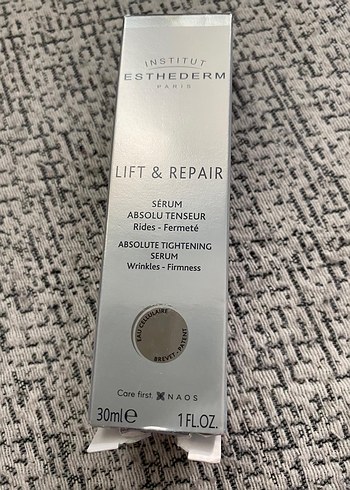 INSTITUT
ESTHEDERM
PARIS
LIFT & REPAIR
SÉRUM
ABSOLU TENSEUR
Rides - Fermeté
ABSOLUTE TIGHTENING
SERUM
Wrinkles - Firmness
EAU CELLULAIRE
BREVET - PATENT
Care first. NAOS
30ml℮ 1 FL.OZ.